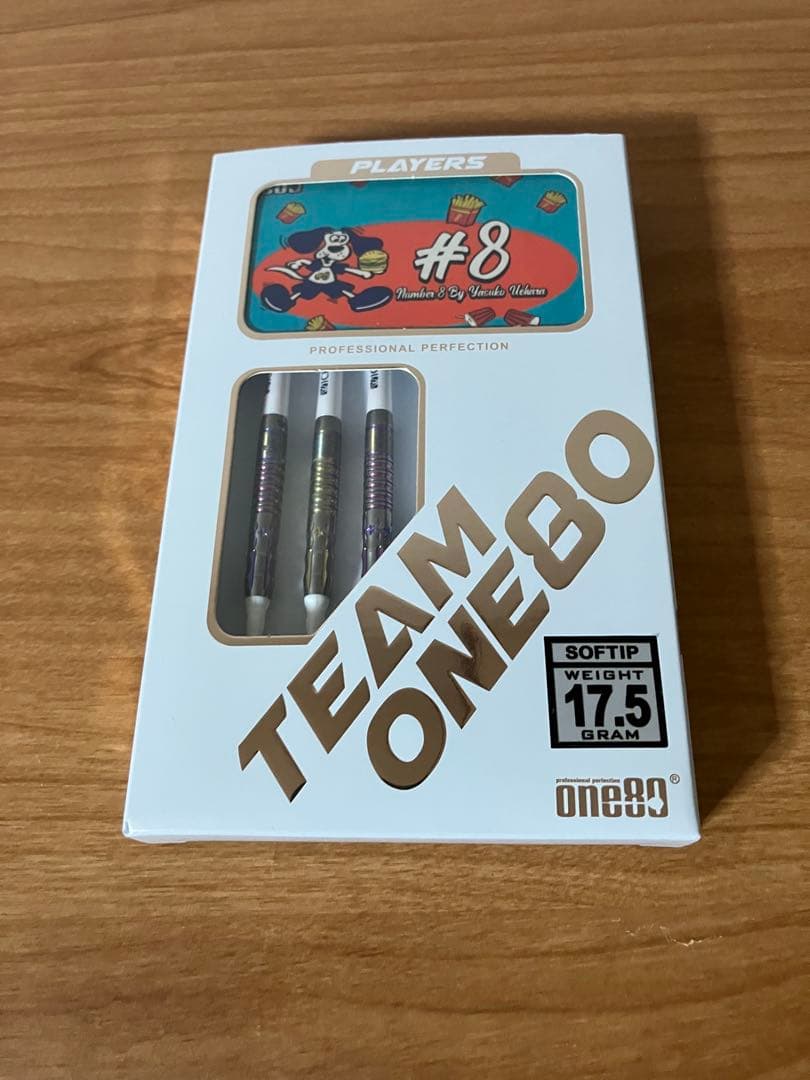 PLAYERS
#8
Number 8 By Yasuko Uehara
PROFESSIONAL PERFECTION
TEAM
ONE80
SOFTIP
WEIGHT
17.5
GRAM
professional perfection
one80®